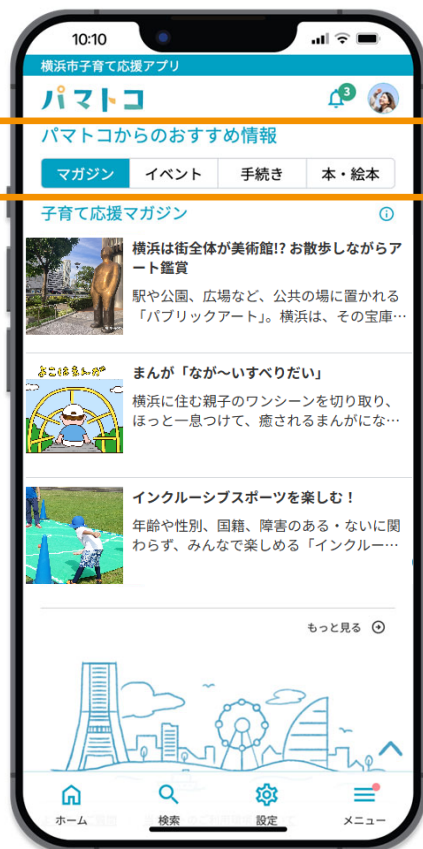 10:10
横浜市子育て応援アプリ
パマトコ
3
パマトコからのおすすめ情報
マガジン
イベント
手続き
本・絵本
子育て応援マガジン
横浜は街全体が美術館!? お散歩しながらア
ート鑑賞
駅や公園、広場など、公共の場に置かれる
「パブリックアート」。横浜は、その宝庫…
よこはまんが
まんが「なが～いすべりだい」
横浜に住む親子のワンシーンを切り取り、
ほっと一息つけて、癒されるまんがにな…
インクルーシブスポーツを楽しむ！
年齢や性別、国籍、障害のある・ないに関
わらず、みんなで楽しめる「インクルー…
もっと見る
ホーム
検索
設定
メニュー